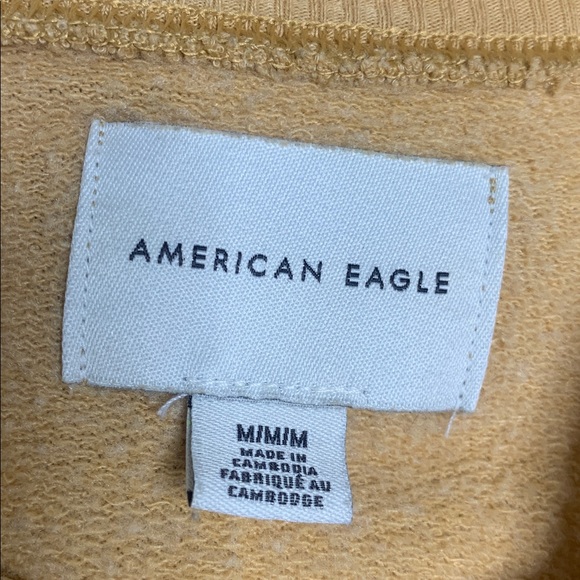 AMERICAN EAGLE
M/M/M
MADE IN
CAMBODIA
FABRIQUÉ AU
CAMBODGE